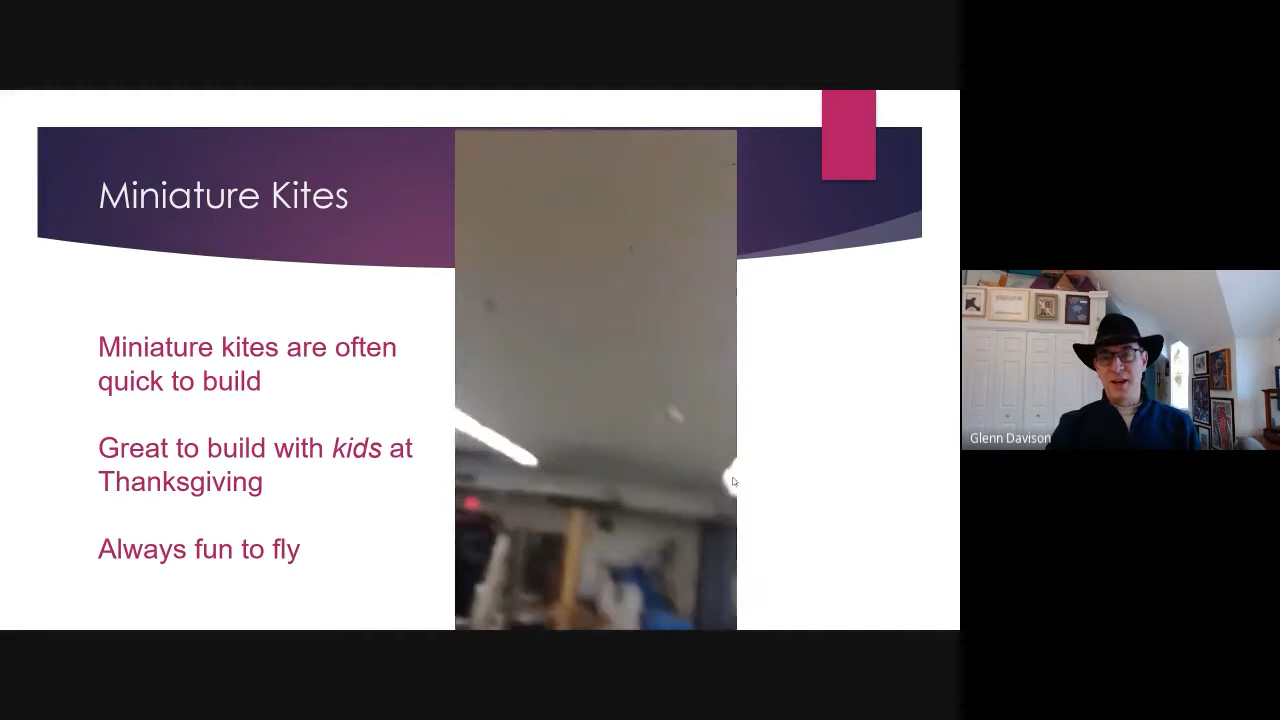 Miniature Kites
Miniature kites are often
quick to build
Great to build with kids at
Thanksgiving
Always fun to fly
Glenn Davison